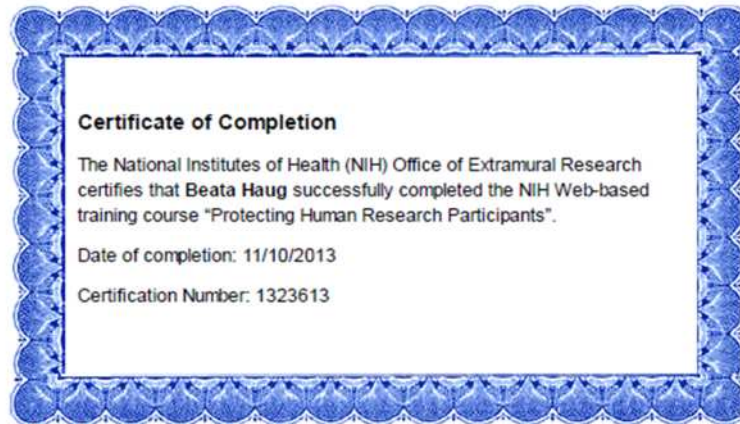 Certificate of Completion
The National Institutes of Health (NIH) Office of Extramural Research
certifies that Beata Haug successfully completed the NIH Web-based
training course “Protecting Human Research Participants”.
Date of completion: 11/10/2013
Certification Number: 1323613